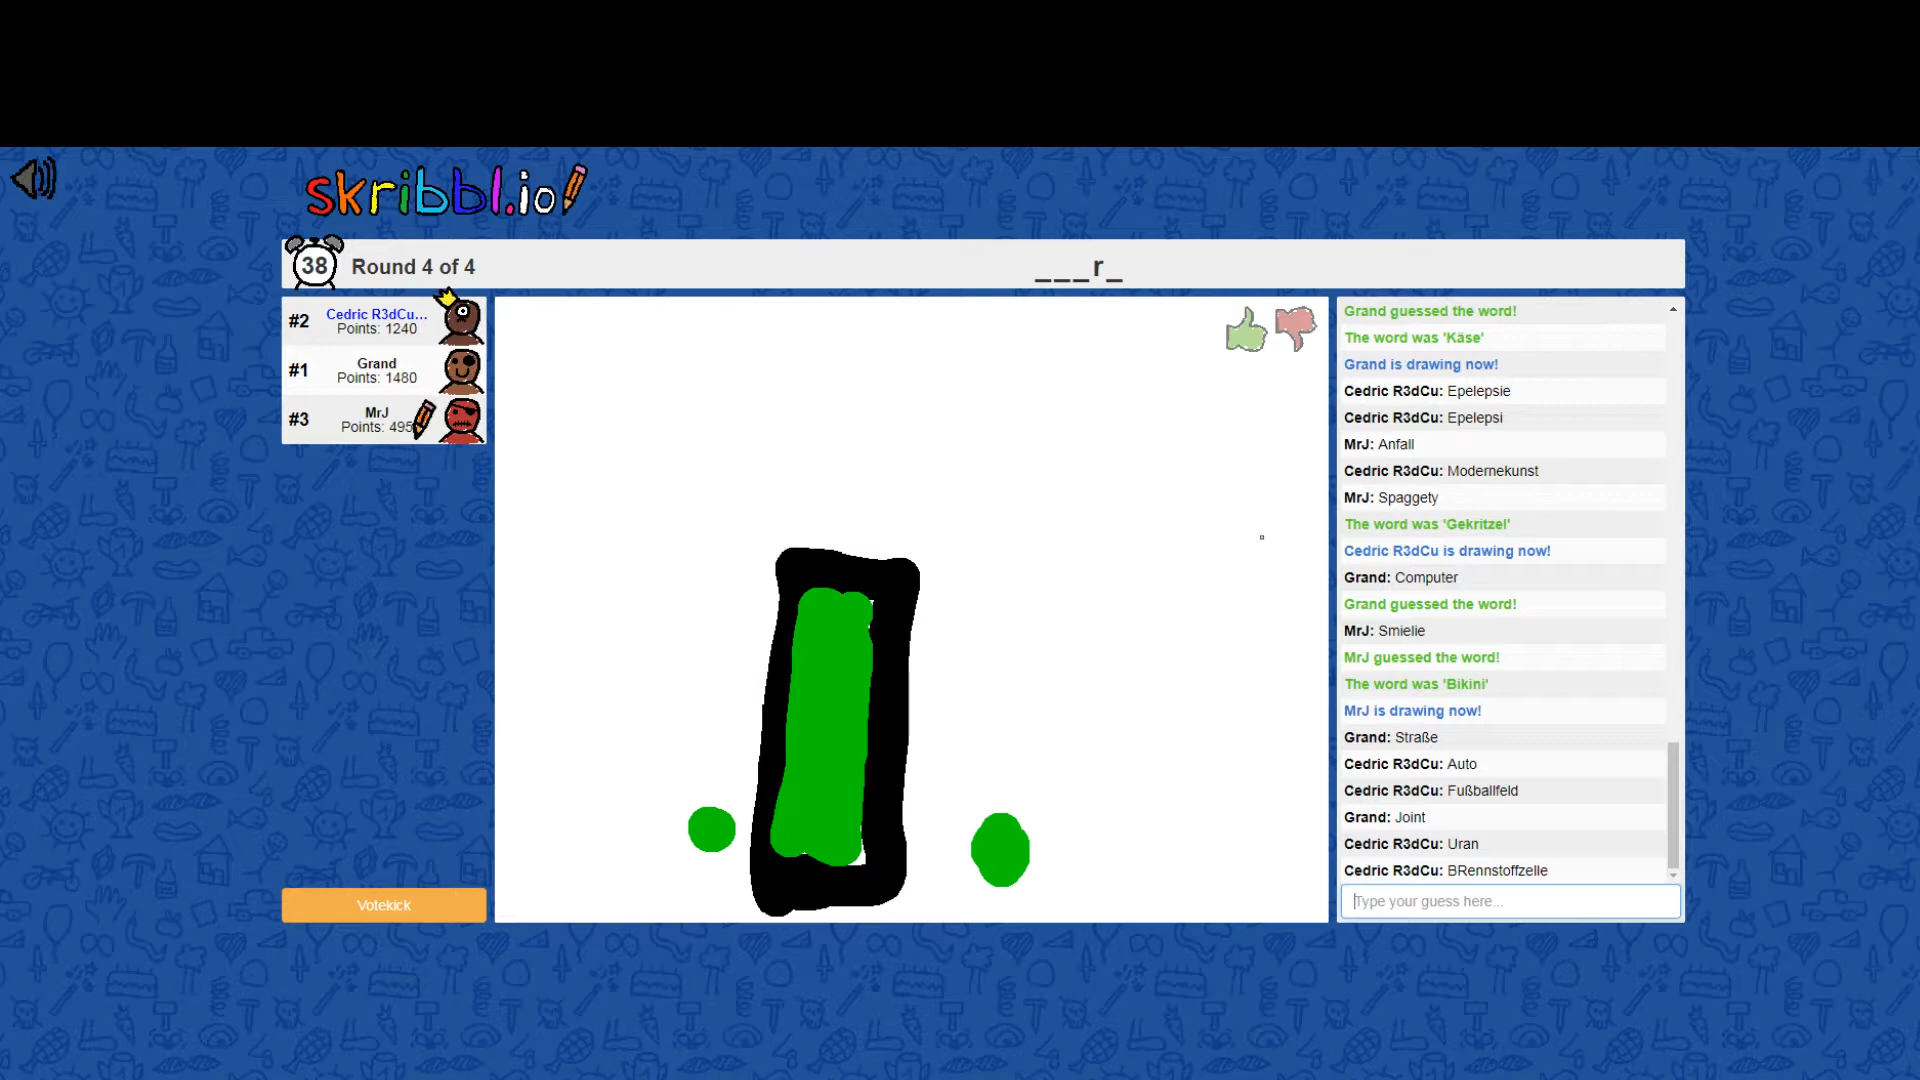 skribbl.io
38
Round 4 of 4
___r_
#2
Cedric R3dCu...
Points: 1240
#1
Grand
Points: 1480
#3
MrJ
Points: 495
Votekick
Grand guessed the word!
The word was 'Käse'
Grand is drawing now!
Cedric R3dCu: Epelepsie
Cedric R3dCu: Epelepsi
MrJ: Anfall
Cedric R3dCu: Modernekunst
MrJ: Spaggety
The word was 'Gekritzel'
Cedric R3dCu is drawing now!
Grand: Computer
Grand guessed the word!
MrJ: Smielie
MrJ guessed the word!
The word was 'Bikini'
MrJ is drawing now!
Grand: Straße
Cedric R3dCu: Auto
Cedric R3dCu: Fußballfeld
Grand: Joint
Cedric R3dCu: Uran
Cedric R3dCu: BRennstoffzelle
Type your guess here...